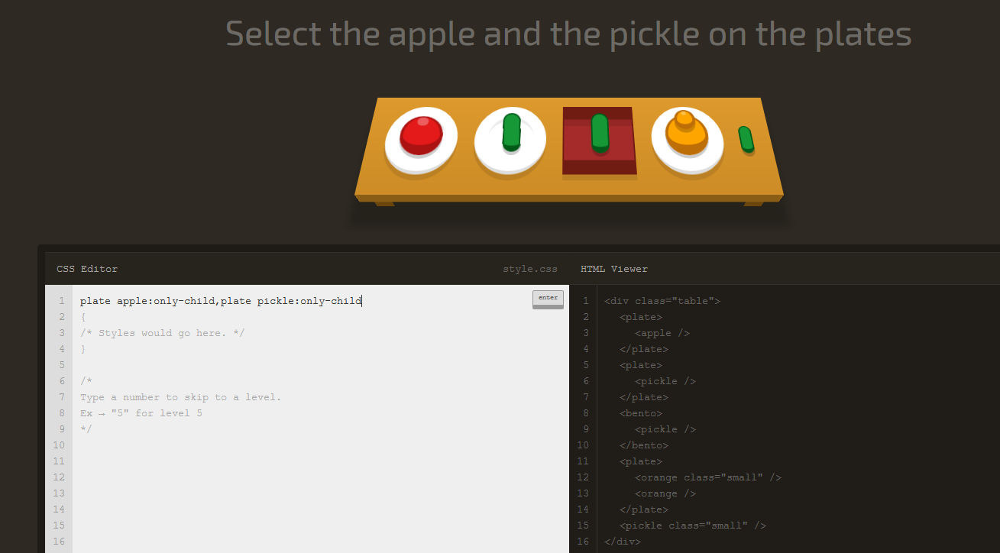 Select the apple and the pickle on the plates
CSS Editor
style.css
HTML Viewer
enter
1 plate apple:only-child,plate pickle:only-child
2 {
3 /* Styles would go here. */
4 }
5
6 /*
7 Type a number to skip to a level.
8 Ex → "5" for level 5
9 */
10
11
12
13
14
15
16
1 <div class="table">
2 <plate>
3 <apple />
4 </plate>
5 <plate>
6 <pickle />
7 </plate>
8 <bento>
9 <pickle />
10 </bento>
11 <plate>
12 <orange class="small" />
13 <orange />
14 </plate>
15 <pickle class="small" />
16 </div>